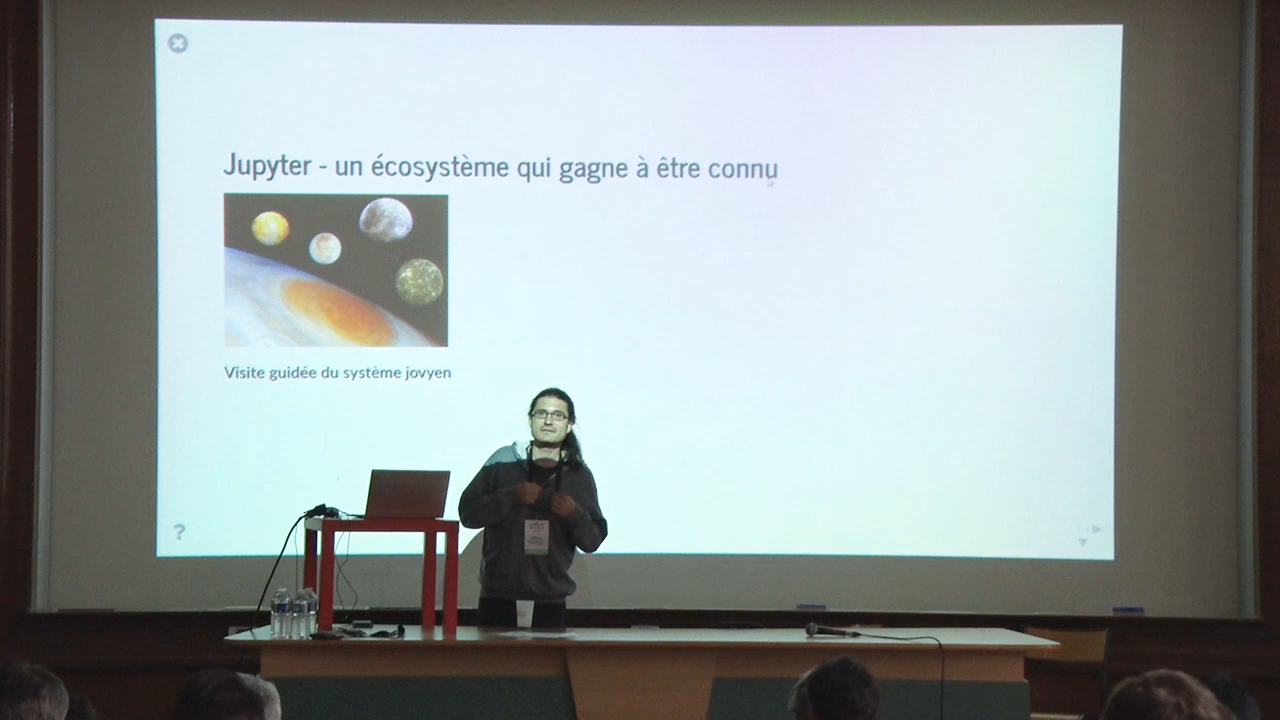 Jupyter - un écosystème qui gagne à être connu
Visite guidée du système jovyen
?